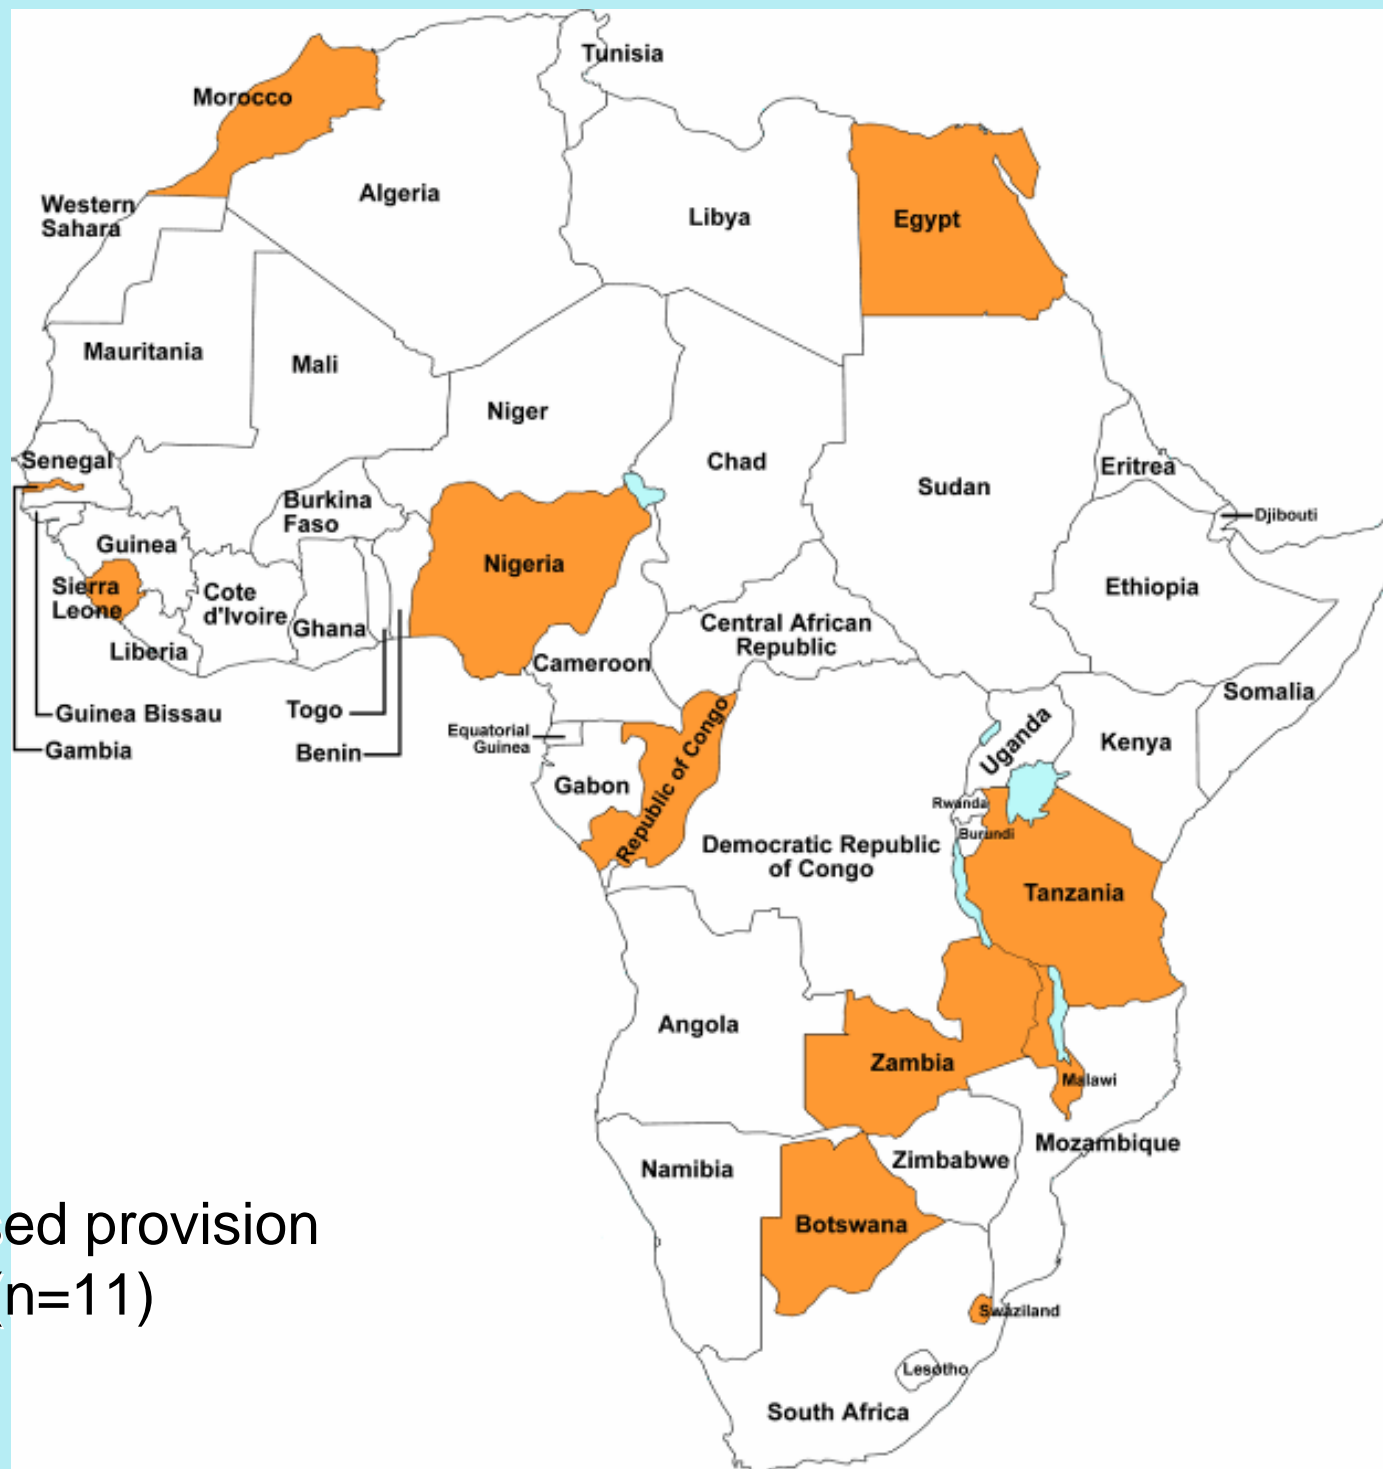 Tunisia
Morocco
Algeria
Western
Sahara
Libya
Egypt
Mauritania
Mali
Niger
Chad
Sudan
Eritrea
Djibouti
Senegal
Burkina
Faso
Guinea
Nigeria
Ethiopia
Sierra
Leone
Cote
d'Ivoire
Ghana
Liberia
Central African
Republic
Cameroon
Somalia
Guinea Bissau
Togo
Gambia
Benin
Equatorial
Guinea
Gabon
Republic of Congo
Uganda
Kenya
Rwanda
Burundi
Democratic Republic
of Congo
Tanzania
Angola
Zambia
Malawi
Mozambique
Zimbabwe
Namibia
Botswana
Swaziland
Lesotho
South Africa
provision
(n=11)